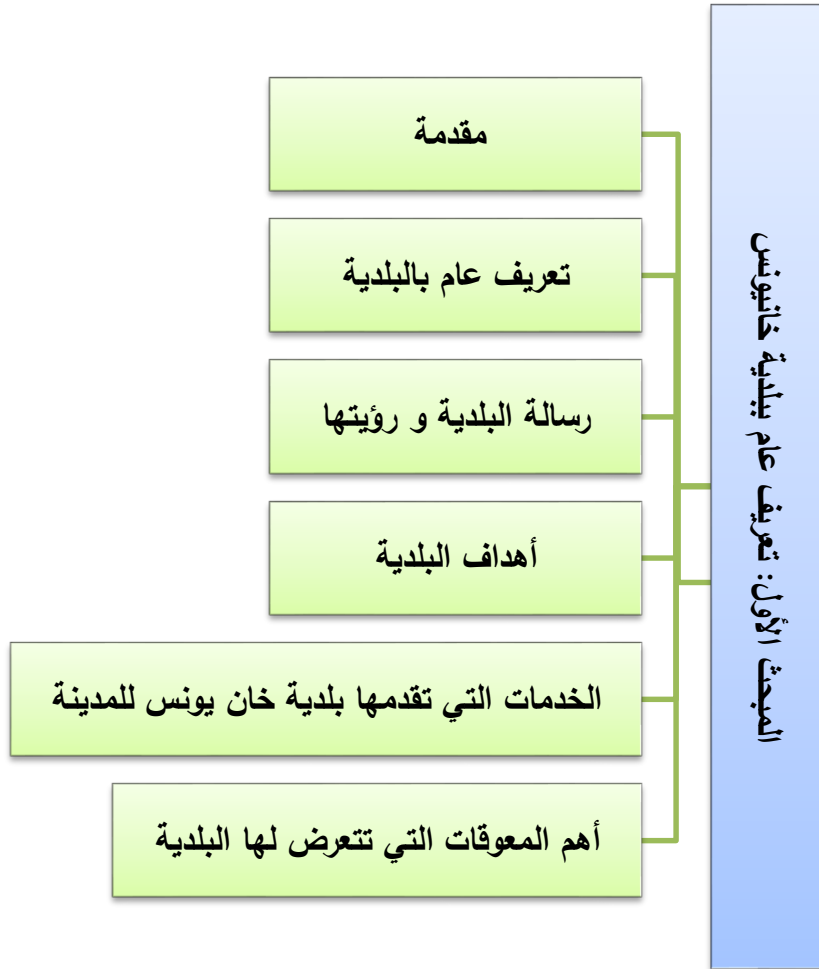 المبحث الأول: تعريف عام ببلدية خانيونس
مقدمة
تعريف عام بالبلدية
رسالة البلدية و رؤيتها
أهداف البلدية
الخدمات التي تقدمها بلدية خان يونس للمدينة
أهم المعوقات التي تتعرض لها البلدية